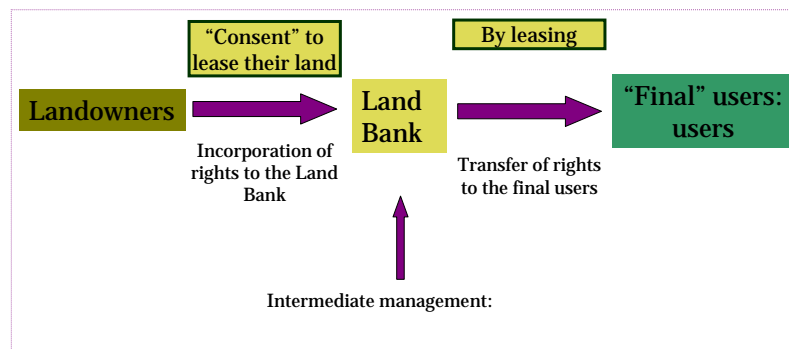 “Consent” to
lease their land
By leasing
Landowners
Land
Bank
“Final” users:
users
Incorporation of
rights to the Land
Bank
Transfer of rights
to the final users
Intermediate management: